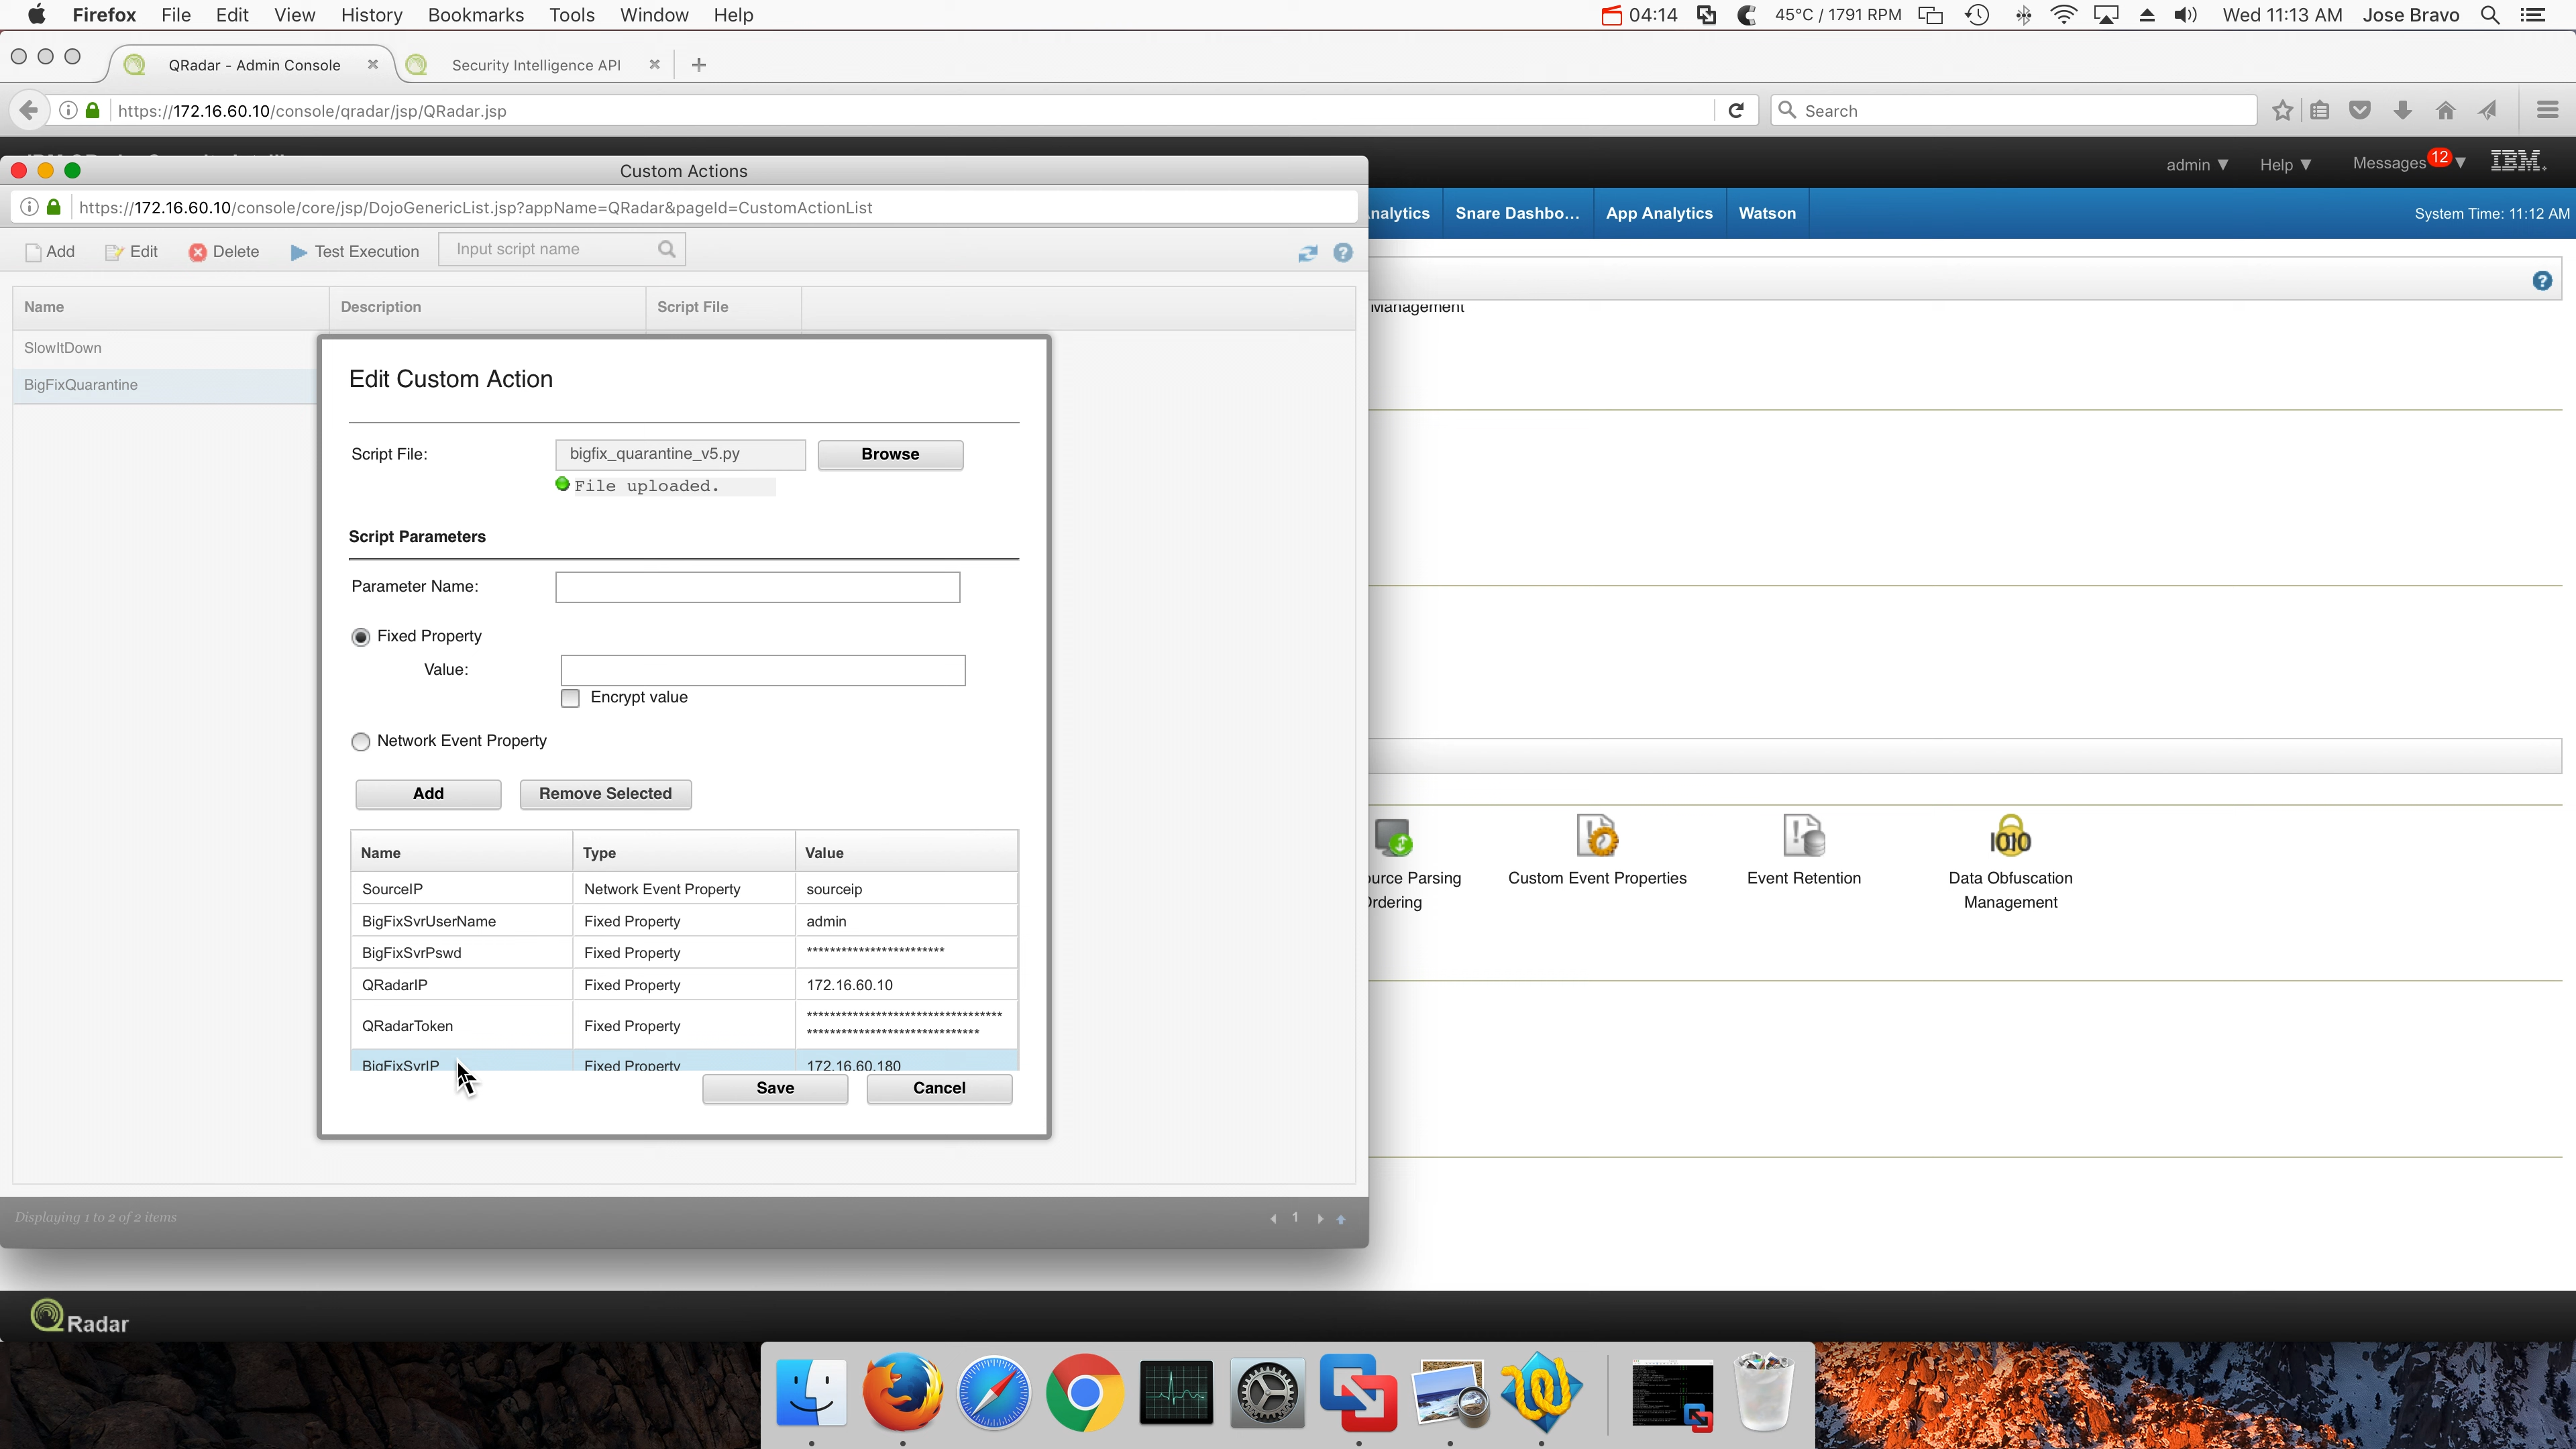 Firefox File Edit View History Bookmarks Tools Window Help 04:14 45°C / 1791 RPM Wed 11:13 AM Jose Bravo
QRadar - Admin Console Security Intelligence API
https://172.16.60.10/console/qradar/jsp/QRadar.jsp Search
admin Help Messages 12 IBM
Custom Actions
https://172.16.60.10/console/core/jsp/DojoGenericList.jsp?appName=QRadar&pageId=CustomActionList
nalytics Snare Dashbo... App Analytics Watson System Time: 11:12 AM
Add Edit Delete Test Execution Input script name
Name Description Script File
Management
SlowItDown
BigFixQuarantine
Edit Custom Action
Script File: bigfix_quarantine_v5.py Browse
File uploaded.
Script Parameters
Parameter Name:
Fixed Property
Value:
Encrypt value
Network Event Property
Add Remove Selected
Name Type Value
SourceIP Network Event Property sourceip
BigFixSvrUserName Fixed Property admin
BigFixSvrPswd Fixed Property ************************
QRadarIP Fixed Property 172.16.60.10
QRadarToken Fixed Property **********************************
******************************
BigFixSvrIP Fixed Property 172.16.60.180
Save Cancel
urce Parsing
Ordering
Custom Event Properties
Event Retention
Data Obfuscation
Management
Displaying 1 to 2 of 2 items 1
QRadar